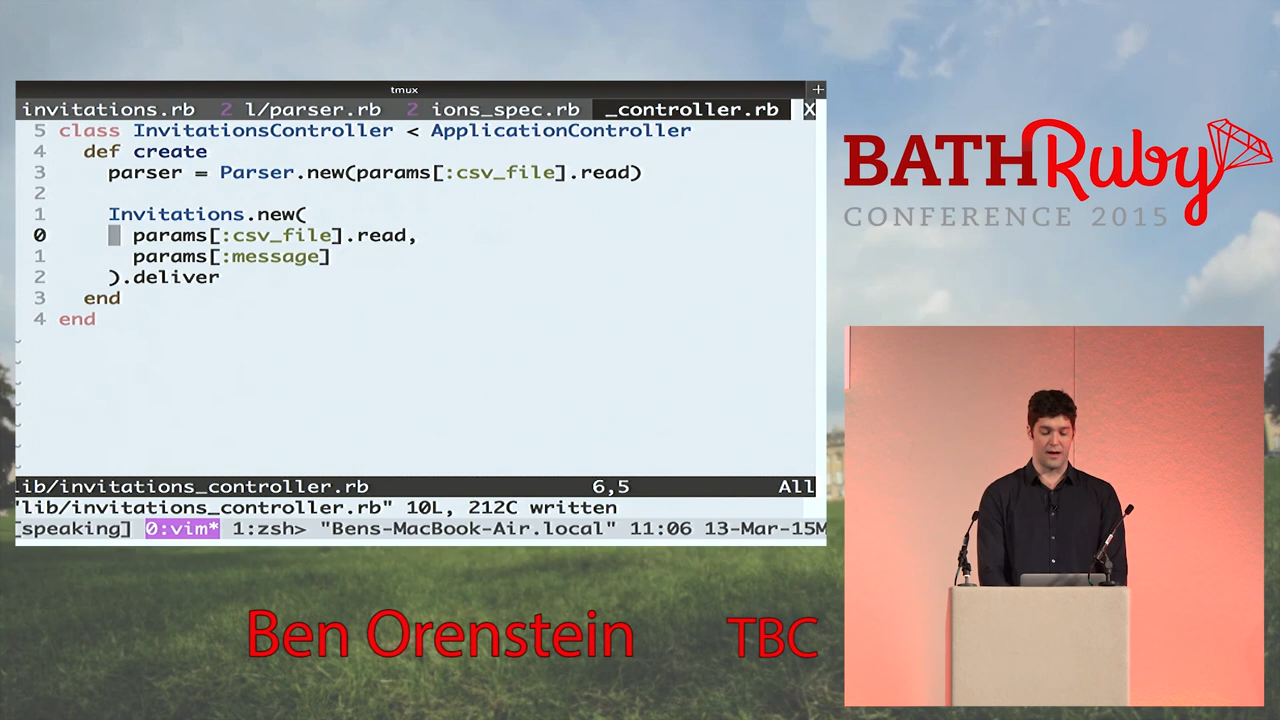 tmux
+
invitations.rb 2 l/parser.rb 2 ions_spec.rb _controller.rb X
5 class InvitationsController < ApplicationController
4 def create
3 parser = Parser.new(params[:csv_file].read)
2
1 Invitations.new(
0 params[:csv_file].read,
1 params[:message]
2 ).deliver
3 end
4 end
lib/invitations_controller.rb 6,5 All
"lib/invitations_controller.rb" 10L, 212C written
[speaking] 0:vim* 1:zsh> "Bens-MacBook-Air.local" 11:06 13-Mar-15M
BATHRuby
CONFERENCE 2015
Ben Orenstein TBC